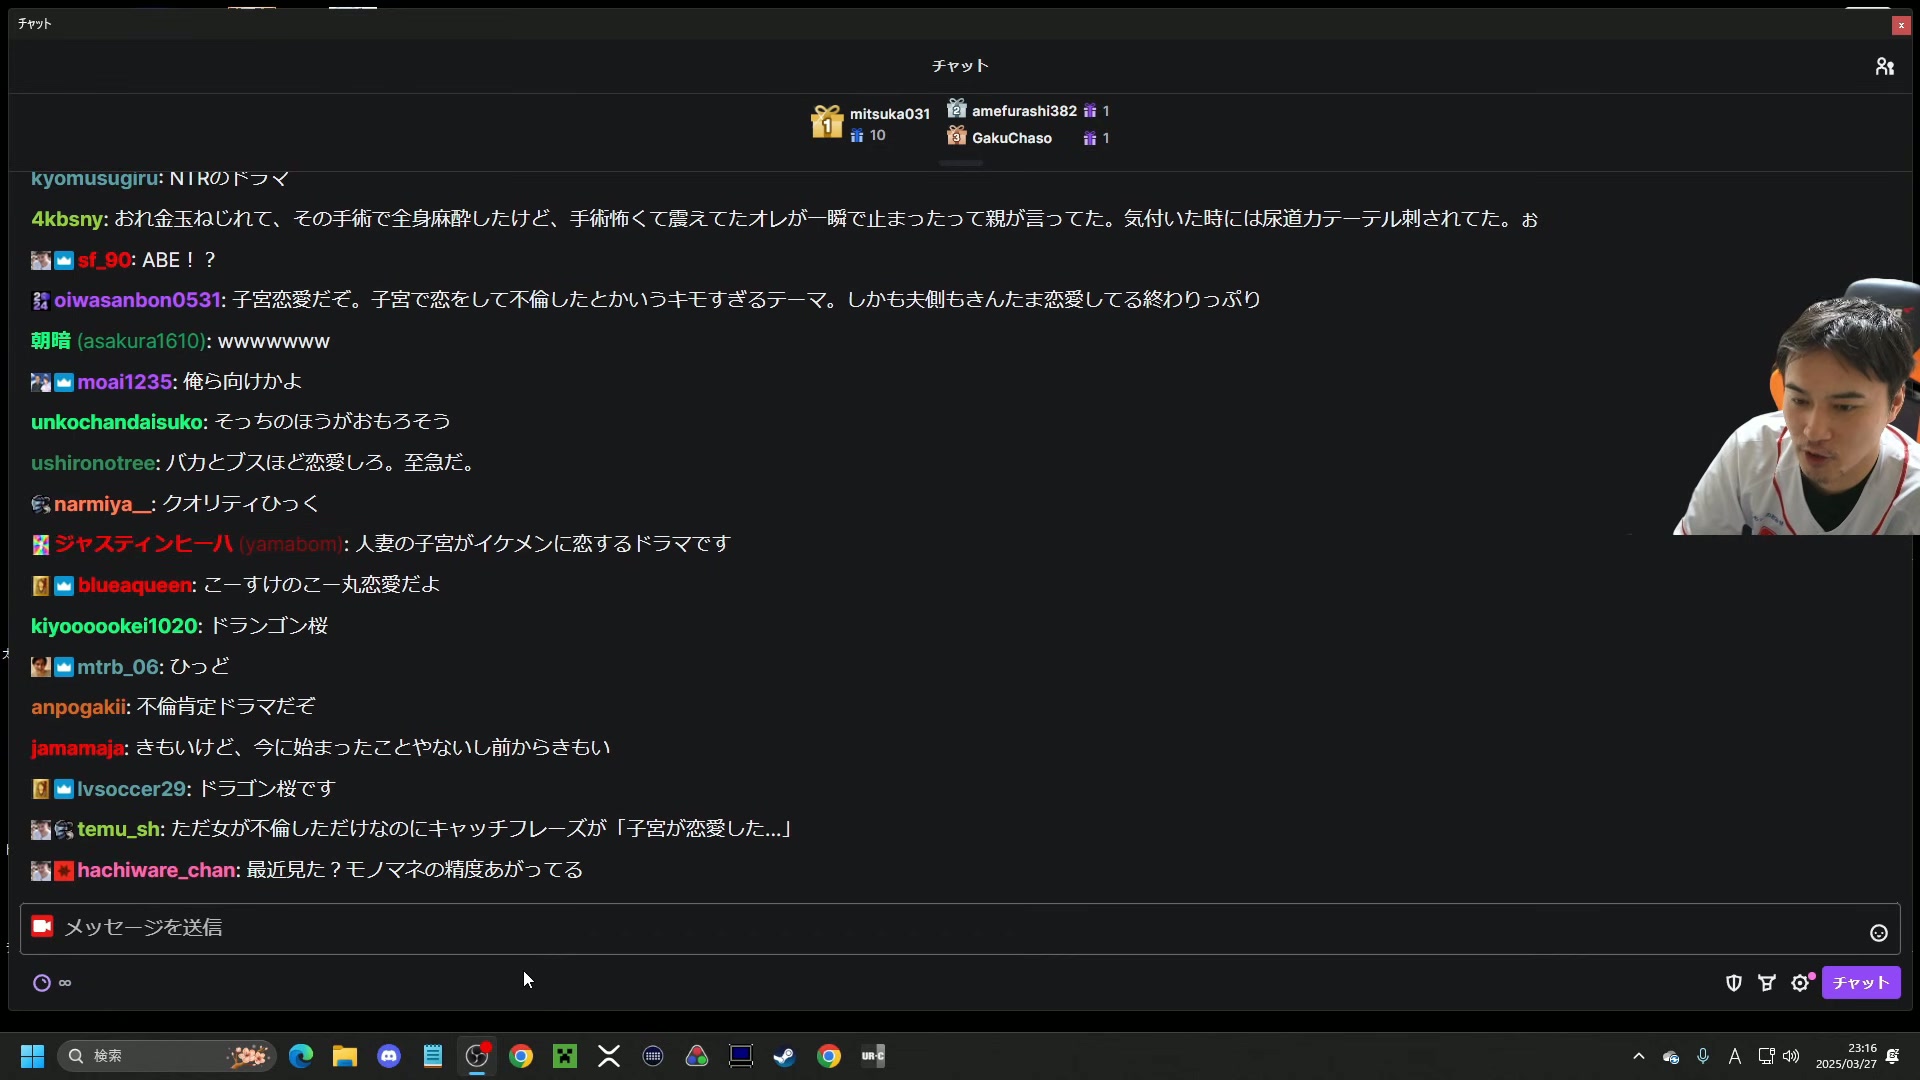 チャット
チャット
mitsuka031
10
amefurashi382 1
GakuChaso 1
kyomusugiru: NTRのドラマ
4kbsny: おれ金玉ねじれて、その手術で全身麻酔したけど、手術怖くて震えてたオレが一瞬で止まったって親が言ってた。気付いた時には尿道カテーテル刺されてた。ぉ
sf_90: ABE！？
oiwasanbon0531: 子宮恋愛だぞ。子宮で恋をして不倫したとかいうキモすぎるテーマ。しかも夫側もきんたま恋愛してる終わりっぷり
朝暗 (asakura1610): wwwwwww
moai1235: 俺ら向けかよ
unkochandaisuko: そっちのほうがおもろそう
ushironotree: バカとブスほど恋愛しろ。至急だ。
narmiya__: クオリティひっく
ジャスティンヒーハ (yamabom): 人妻の子宮がイケメンに恋するドラマです
blueaqueen: こーすけのこー丸恋愛だよ
kiyoooookei1020: ドランゴン桜
mtrb_06: ひっど
anpogakii: 不倫肯定ドラマだぞ
jamamaja: きもいけど、今に始まったことやないし前からきもい
lvsoccer29: ドラゴン桜です
temu_sh: ただ女が不倫しただけなのにキャッチフレーズが「子宮が恋愛した...」
hachiware_chan: 最近見た？モノマネの精度あがってる
メッセージを送信
∞
チャット
検索
UR-C
A
23:16
2025/03/27